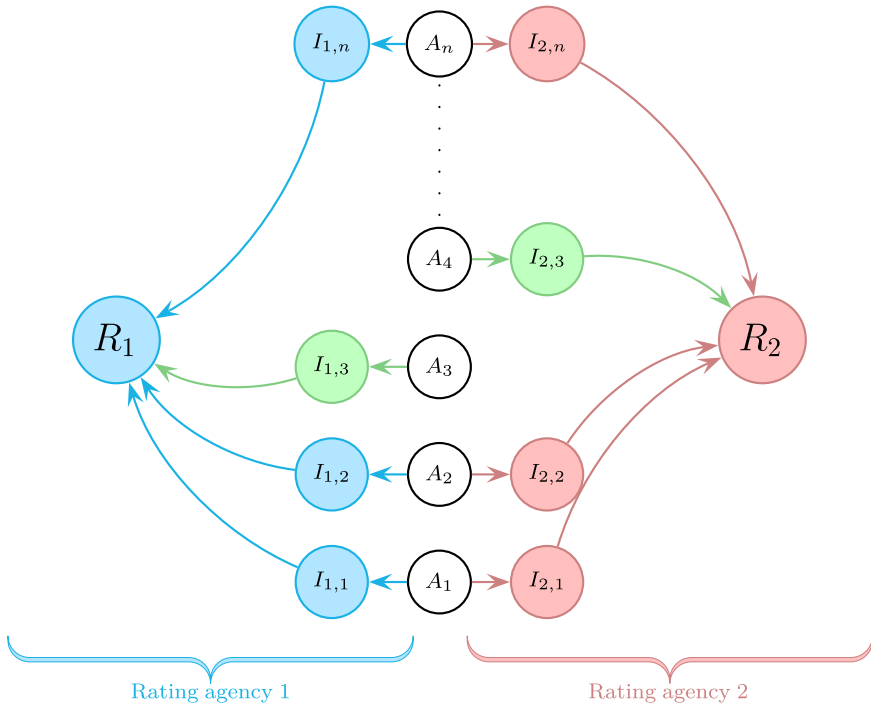 I₁,ₙ Aₙ I₂,ₙ
A₄ I₂,₃
R₁ R₂
I₁,₃ A₃
I₁,₂ A₂ I₂,₂
I₁,₁ A₁ I₂,₁
Rating agency 1 Rating agency 2